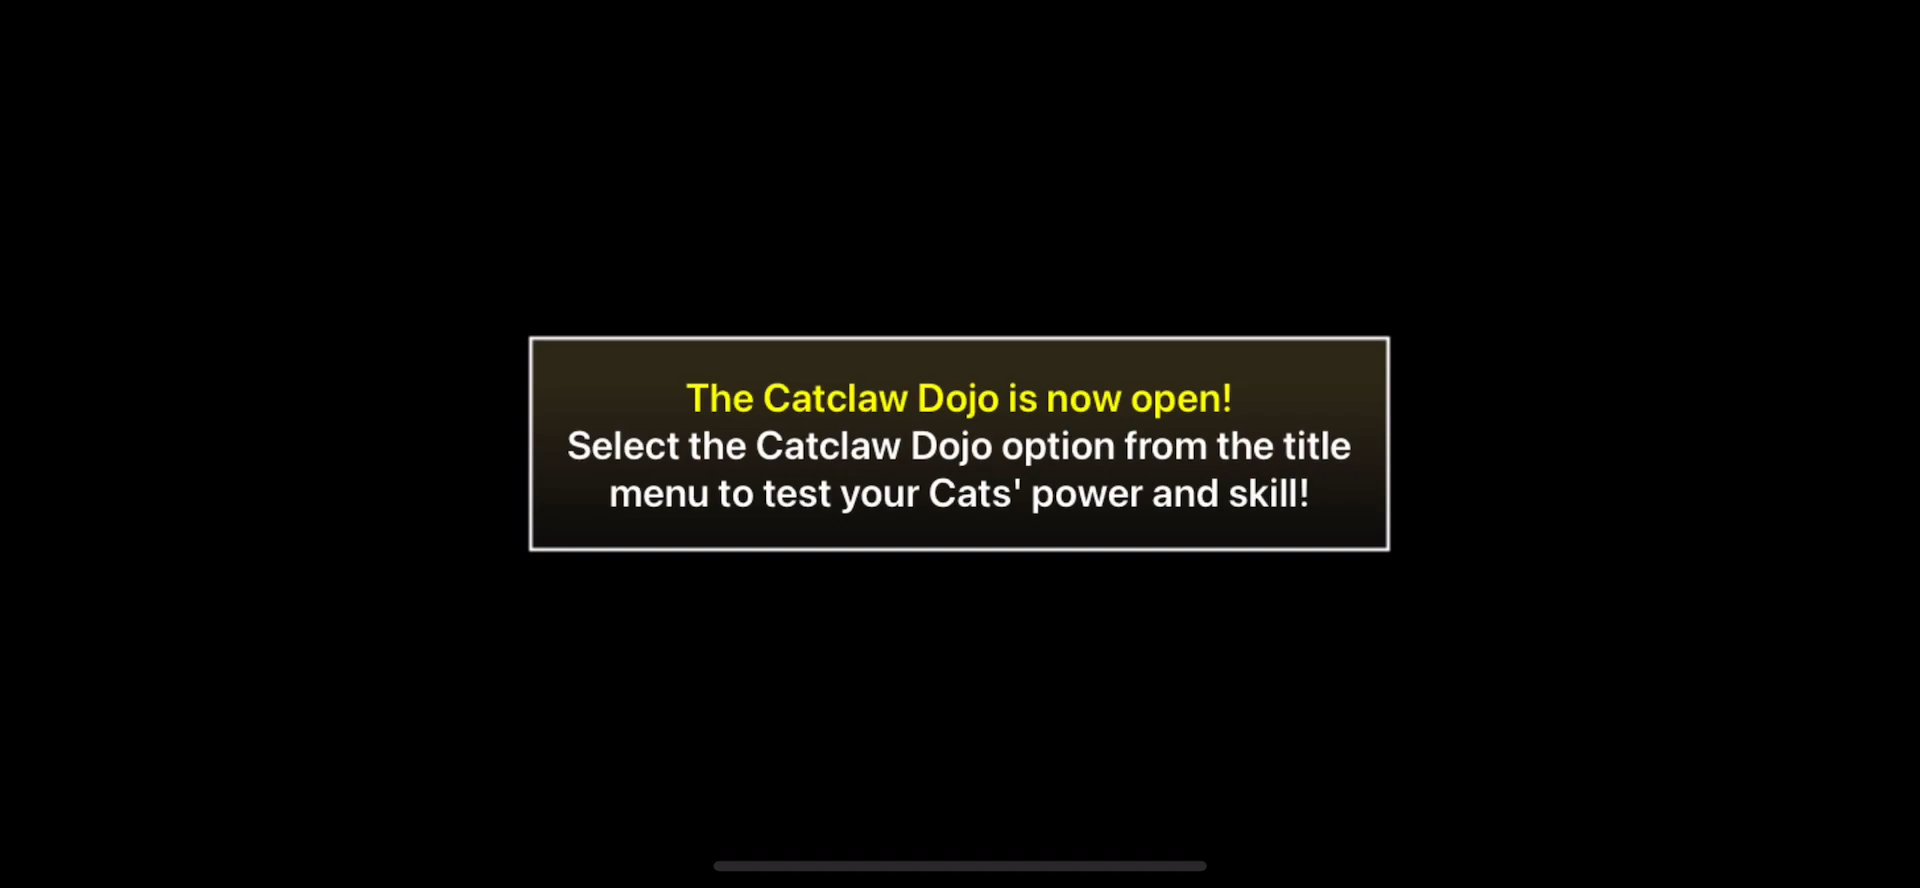 The Catclaw Dojo is now open!
Select the Catclaw Dojo option from the title
menu to test your Cats' power and skill!